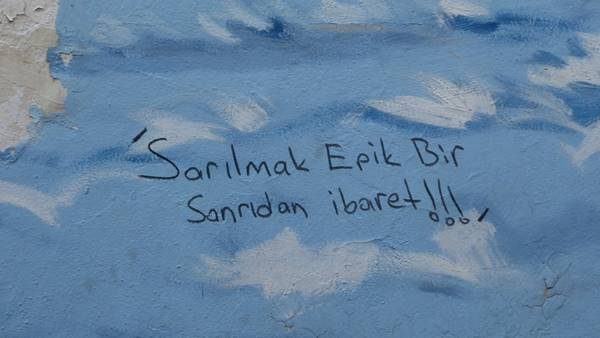 'Sarılmak Epik Bir
Sanrıdan ibaret!!!'